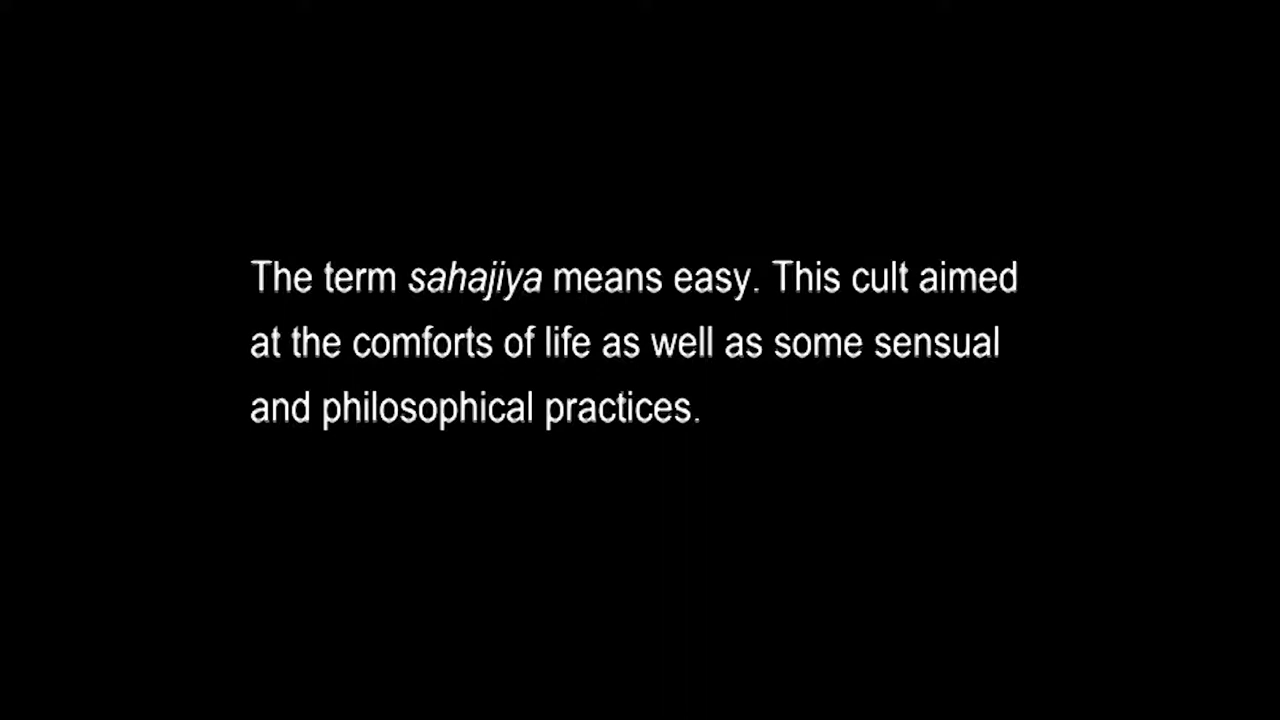 The term sahajiya means easy. This cult aimed
at the comforts of life as well as some sensual
and philosophical practices.